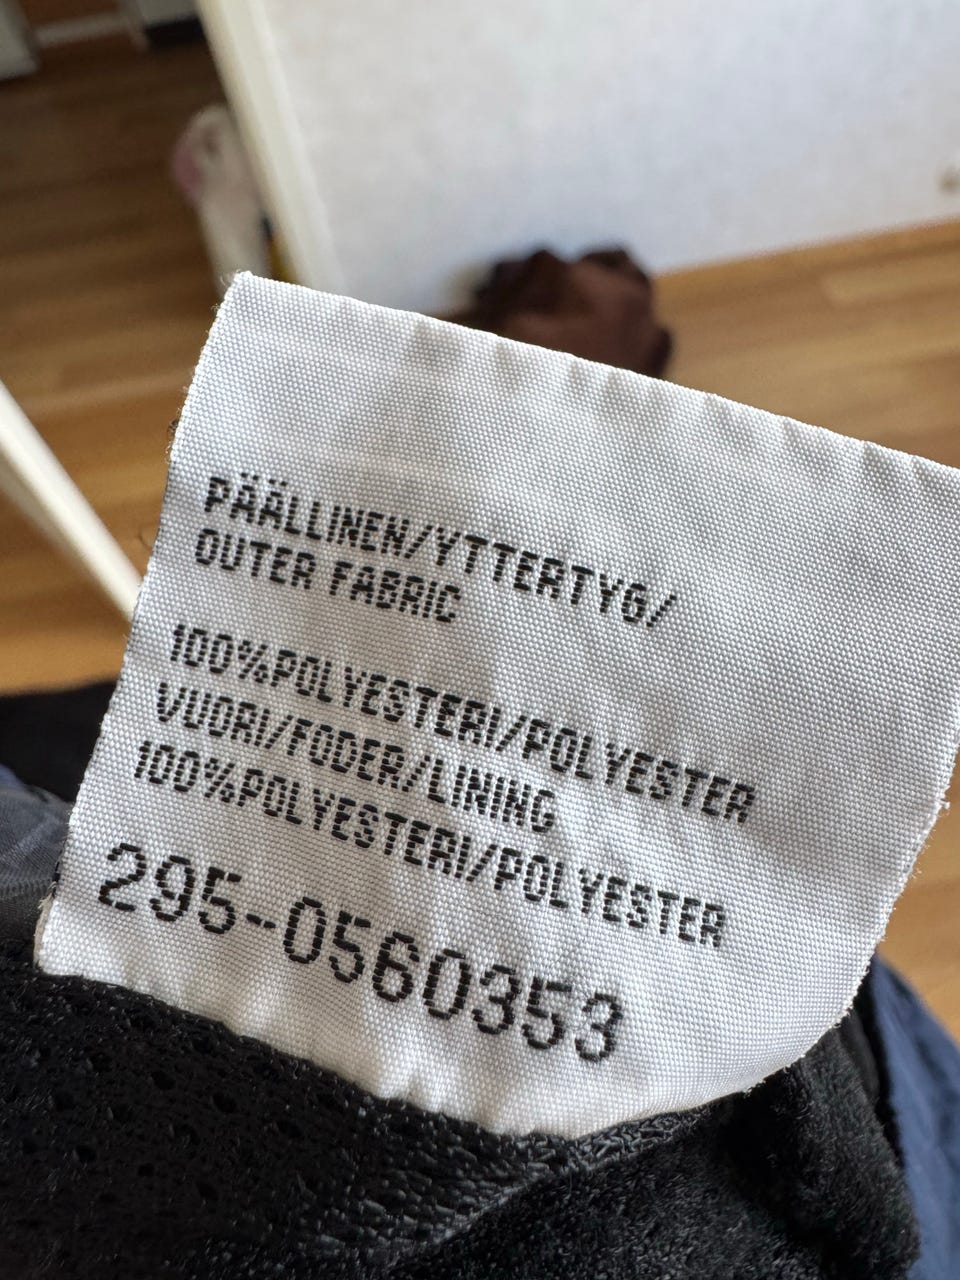 PÄÄLLINEN/YTTERTYG/
OUTER FABRIC
100%POLYESTERI/POLYESTER
VUORI/FODER/LINING
100%POLYESTERI/POLYESTER
295-0560353